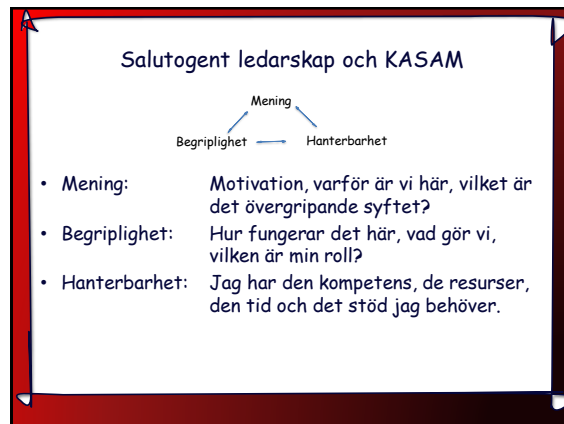 Salutogent ledarskap och KASAM
Mening
Begriplighet
Hanterbarhet
• Mening: Motivation, varför är vi här, vilket är
det övergripande syftet?
• Begriplighet: Hur fungerar det här, vad gör vi,
vilken är min roll?
• Hanterbarhet: Jag har den kompetens, de resurser,
den tid och det stöd jag behöver.